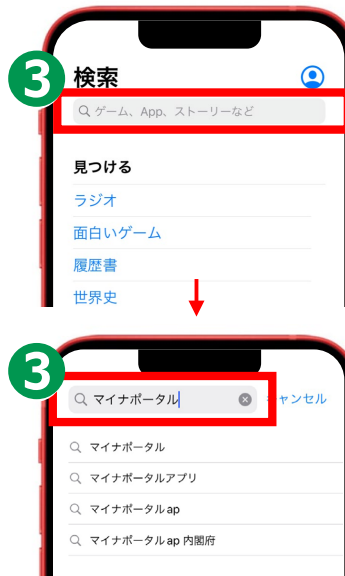 3
検索
ゲーム、App、ストーリーなど
見つける
ラジオ
面白いゲーム
履歴書
世界史
3
マイナポータル
キャンセル
マイナポータル
マイナポータルアプリ
マイナポータル ap
マイナポータル ap 内閣府